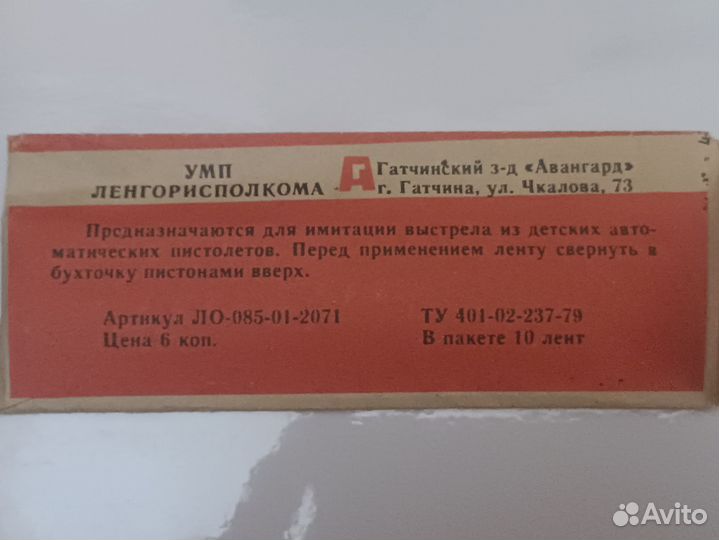 УМП
ЛЕНГОРИСПОЛКОМА
Гатчинский з-д «Авангард»
г. Гатчина, ул. Чкалова, 73
Предназначаются для имитации выстрела из детских авто-
матических пистолетов. Перед применением ленту свернуть в
бухточку пистонами вверх.
Артикул ЛО-085-01-2071
Цена 6 коп.
ТУ 401-02-237-79
В пакете 10 лент
Avito